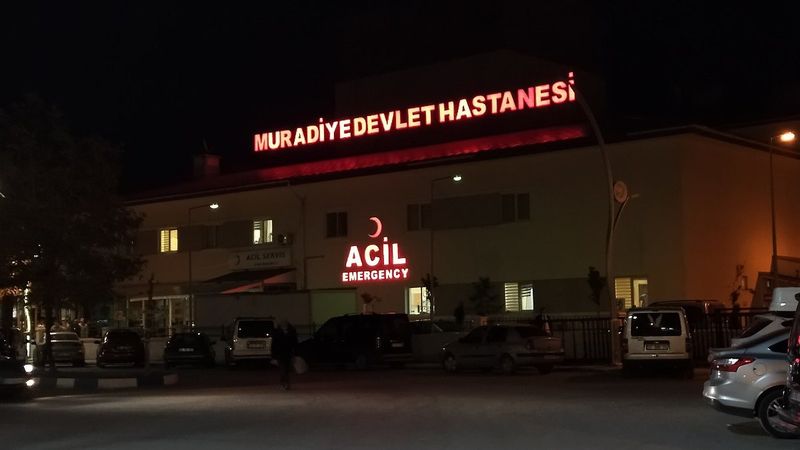 MURADİYE DEVLET HASTANESİ
ACİL
EMERGENCY
ACİL SERVİS